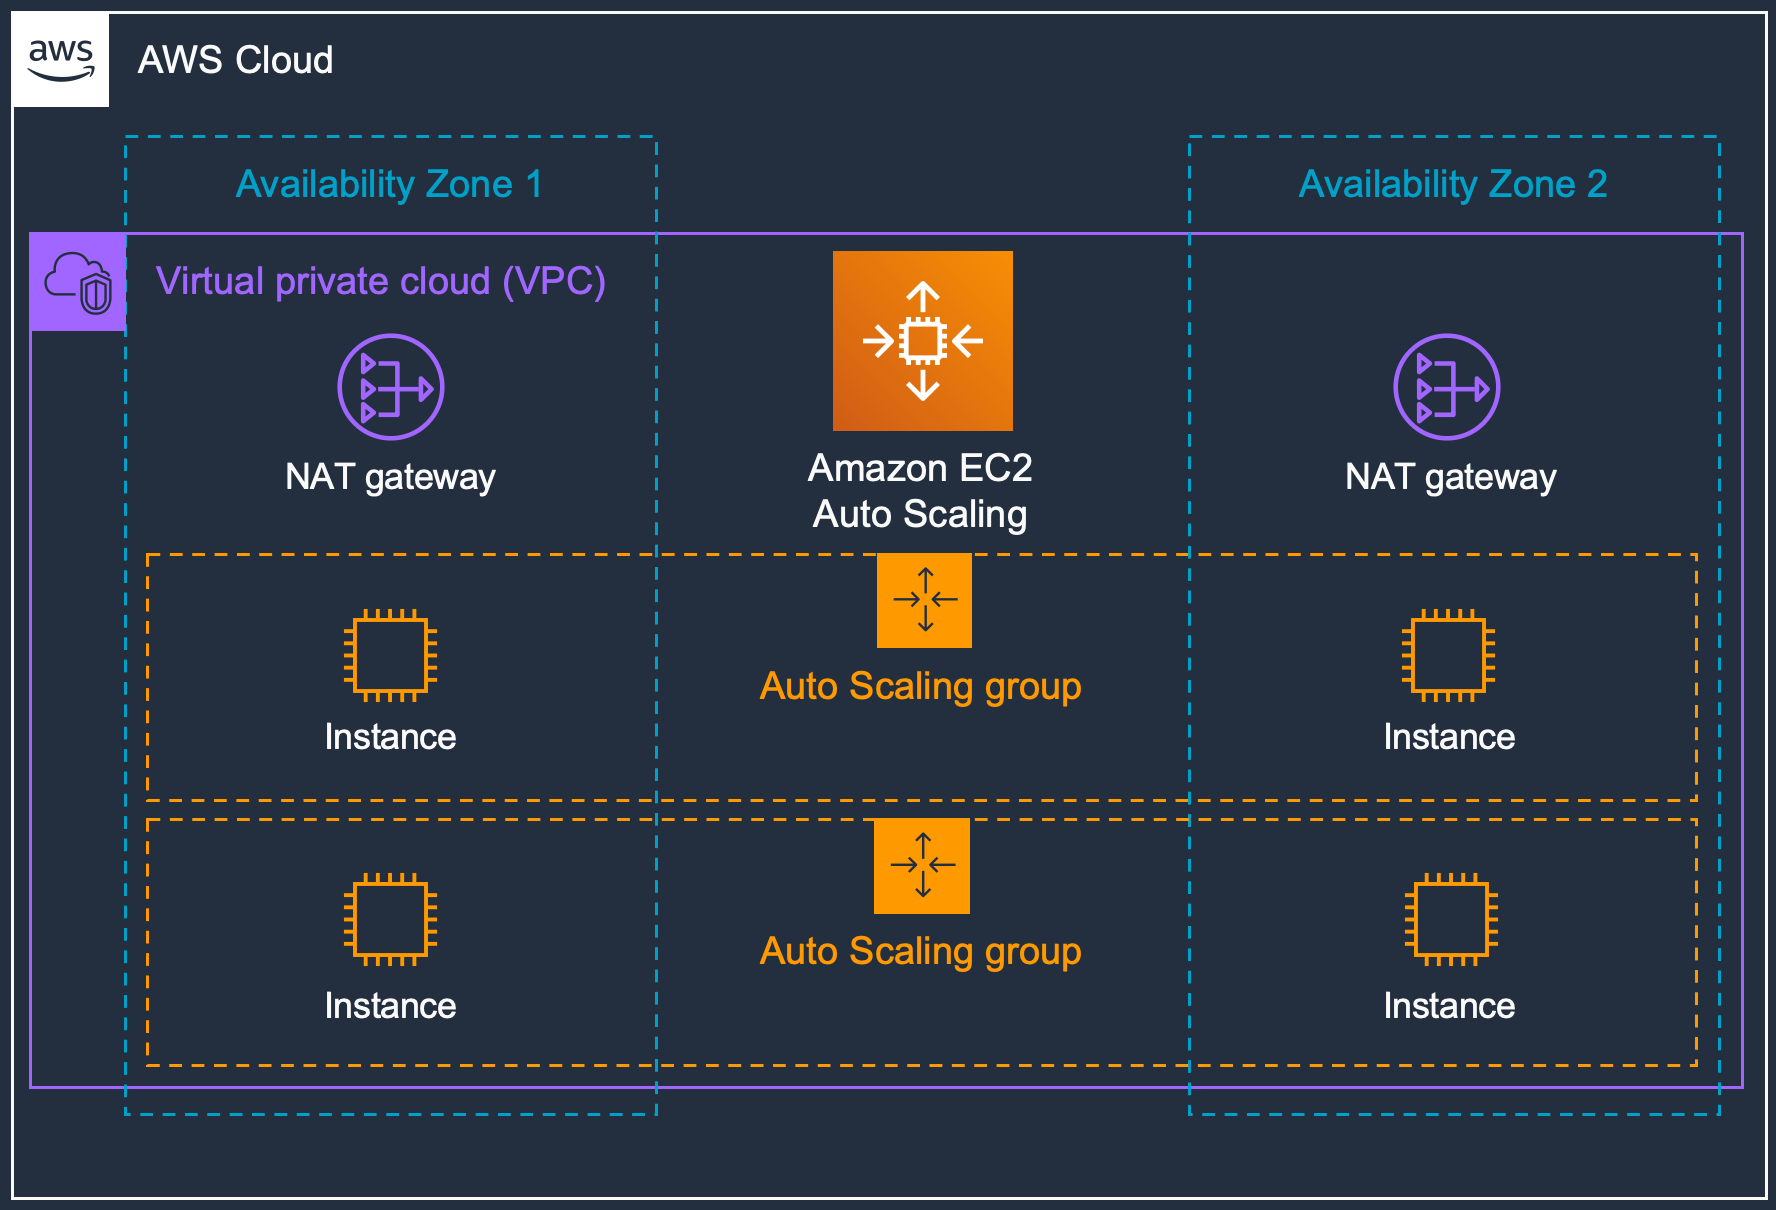 aws
AWS Cloud
Availability Zone 1
Availability Zone 2
Virtual private cloud (VPC)
NAT gateway
Amazon EC2
Auto Scaling
NAT gateway
Auto Scaling group
Instance
Instance
Auto Scaling group
Instance
Instance